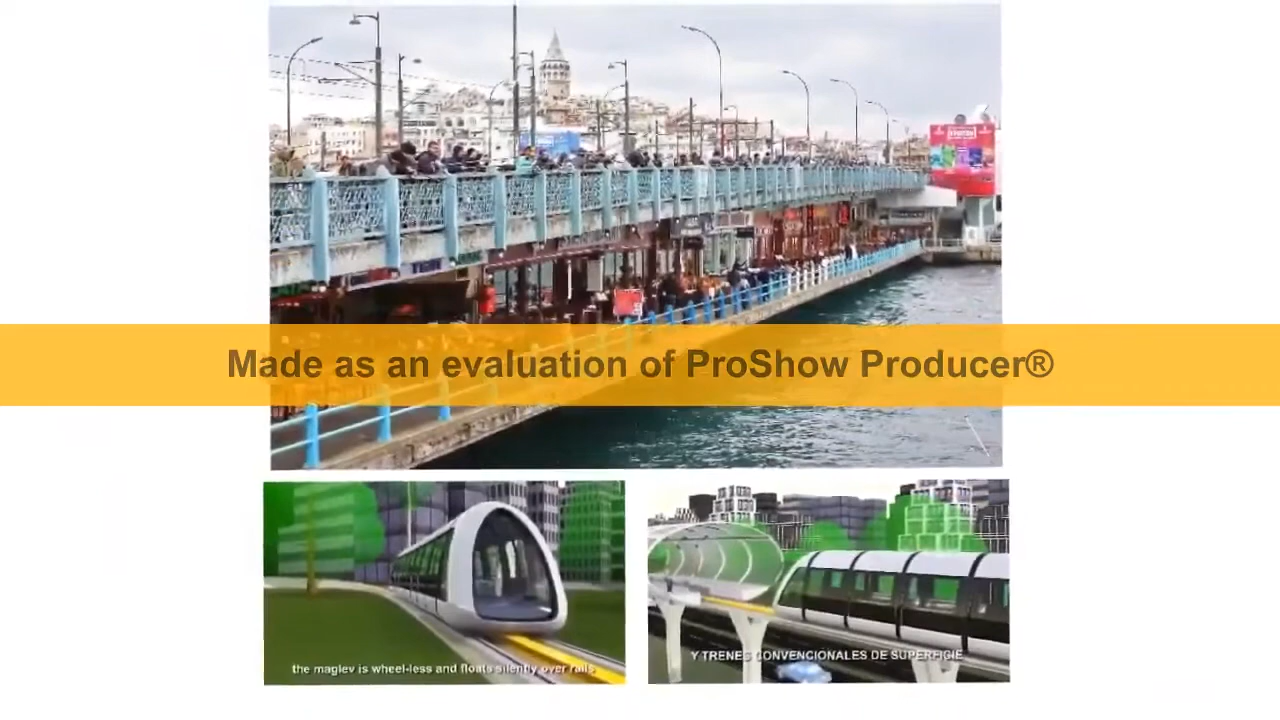 Made as an evaluation of ProShow Producer®
the maglev is wheel-less and floats silently over rails
Y TRENES CONVENCIONALES DE SUPERFICIE